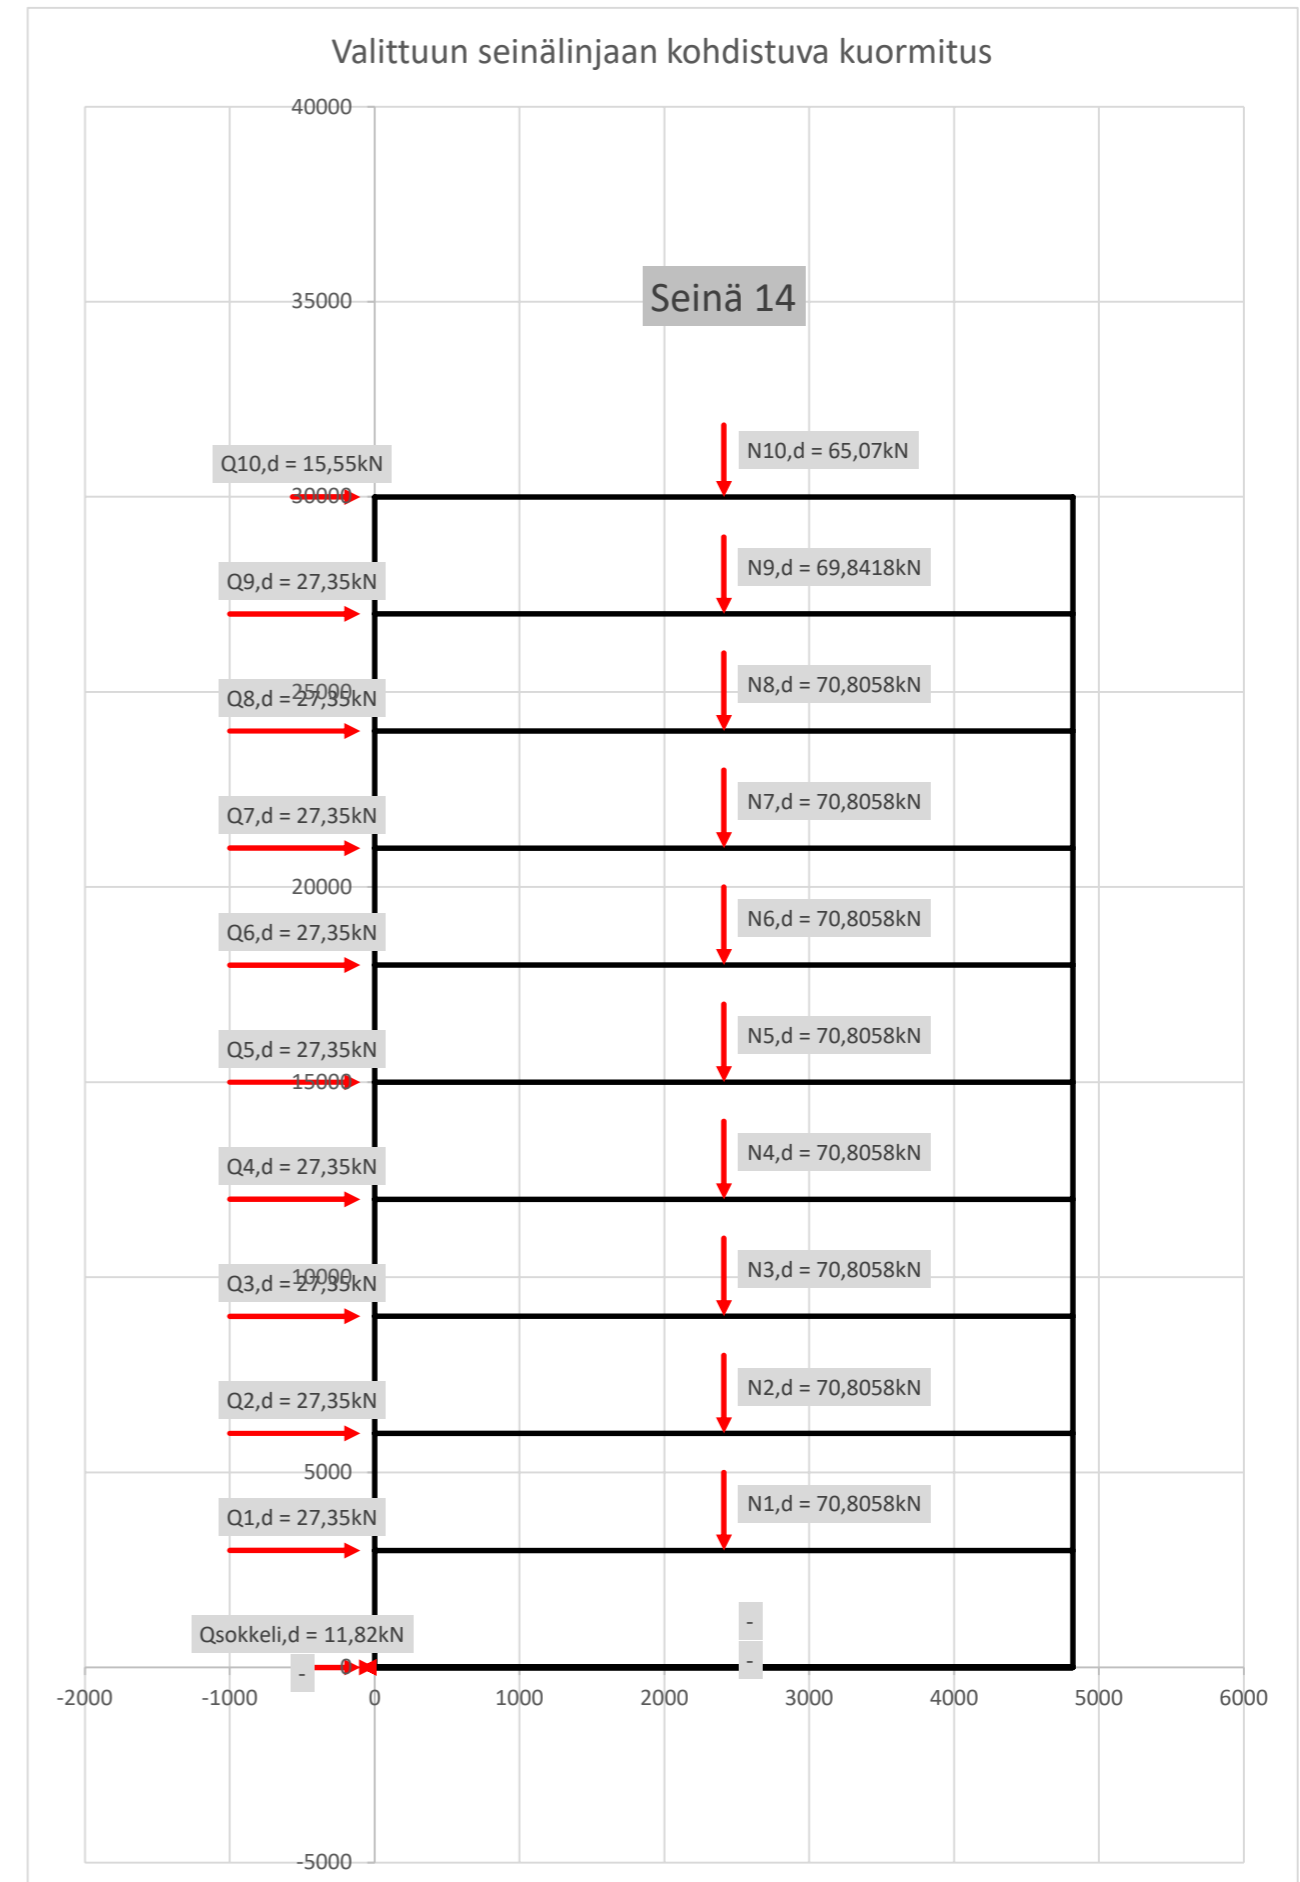 Valittuun seinälinjaan kohdistuva kuormitus
40000
35000
Seinä 14
N10,d = 65,07kN
Q10,d = 15,55kN
30000
N9,d = 69,8418kN
Q9,d = 27,35kN
N8,d = 70,8058kN
25000
Q8,d = 27,35kN
N7,d = 70,8058kN
Q7,d = 27,35kN
20000
N6,d = 70,8058kN
Q6,d = 27,35kN
N5,d = 70,8058kN
Q5,d = 27,35kN
15000
N4,d = 70,8058kN
Q4,d = 27,35kN
N3,d = 70,8058kN
10000
Q3,d = 27,35kN
N2,d = 70,8058kN
Q2,d = 27,35kN
5000
N1,d = 70,8058kN
Q1,d = 27,35kN
-
Qsokkeli,d = 11,82kN
-
0
-
-2000 -1000 0 1000 2000 3000 4000 5000 6000
-5000